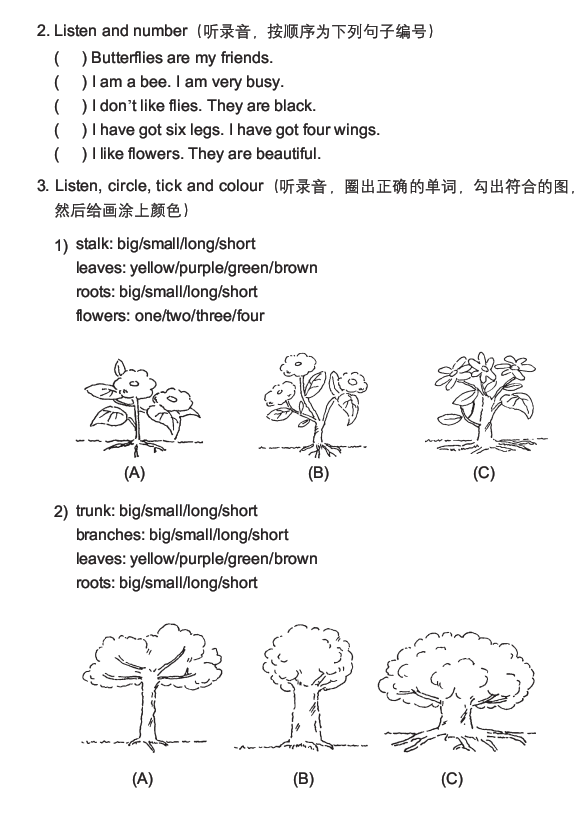 2. Listen and number（听录音，按顺序为下列句子编号）
(     ) Butterflies are my friends.
(     ) I am a bee. I am very busy.
(     ) I don't like flies. They are black.
(     ) I have got six legs. I have got four wings.
(     ) I like flowers. They are beautiful.
3. Listen, circle, tick and colour（听录音，圈出正确的单词，勾出符合的图，
然后给画涂上颜色）
1) stalk: big/small/long/short
leaves: yellow/purple/green/brown
roots: big/small/long/short
flowers: one/two/three/four
(A) (B) (C)
2) trunk: big/small/long/short
branches: big/small/long/short
leaves: yellow/purple/green/brown
roots: big/small/long/short
(A) (B) (C)